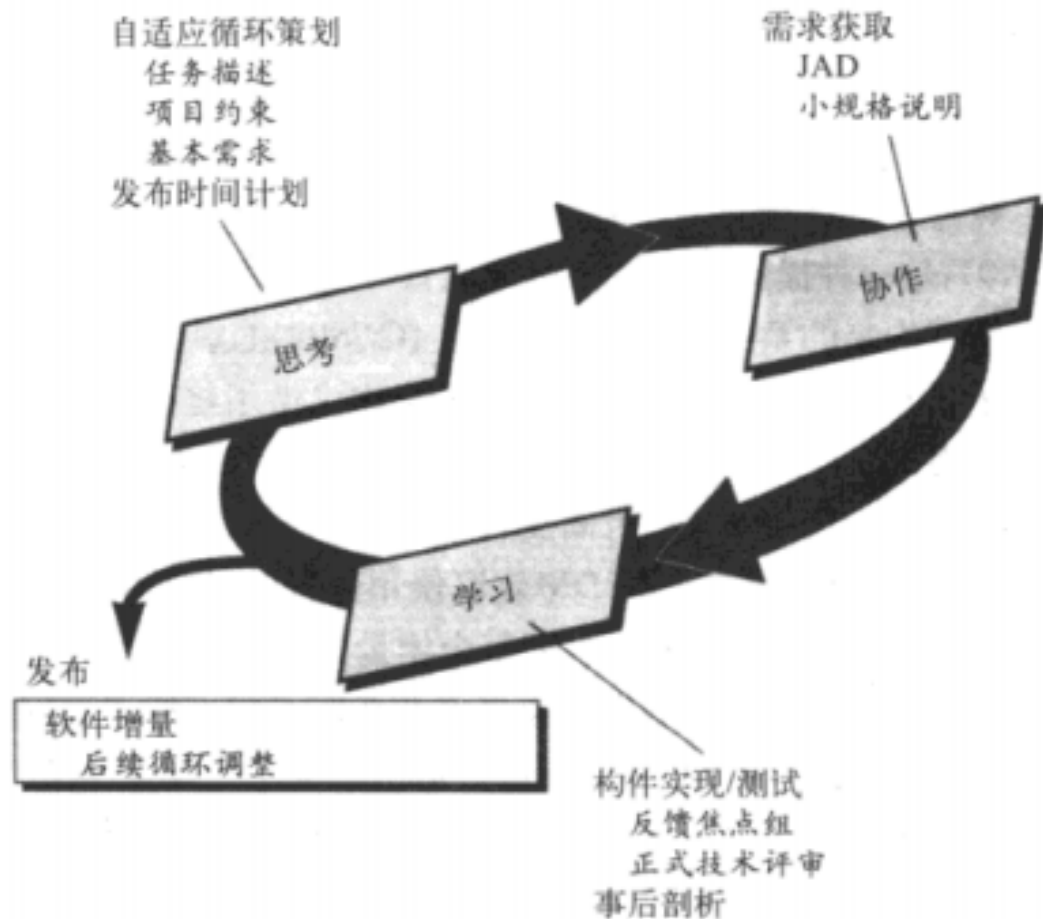 自适应循环策划
任务描述
项目约束
基本需求
发布时间计划
需求获取
JAD
小规格说明
思考
协作
学习
发布
软件增量
后续循环调整
构件实现/测试
反馈焦点组
正式技术评审
事后剖析